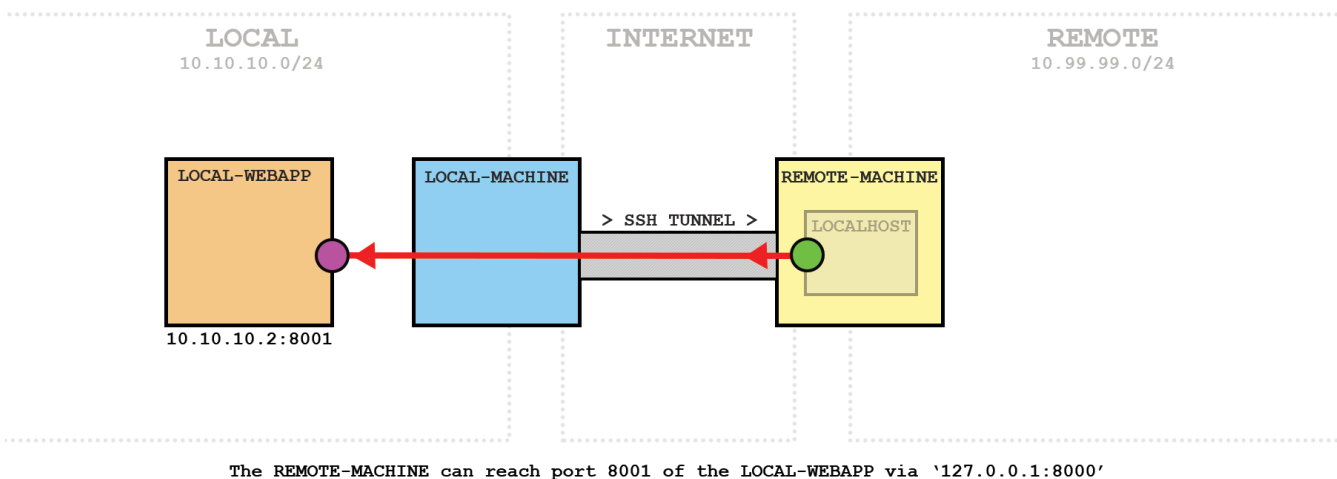 LOCAL
10.10.10.0/24
INTERNET
REMOTE
10.99.99.0/24
LOCAL-WEBAPP
LOCAL-MACHINE
REMOTE-MACHINE
> SSH TUNNEL >
LOCALHOST
10.10.10.2:8001
The REMOTE-MACHINE can reach port 8001 of the LOCAL-WEBAPP via ‘127.0.0.1:8000’